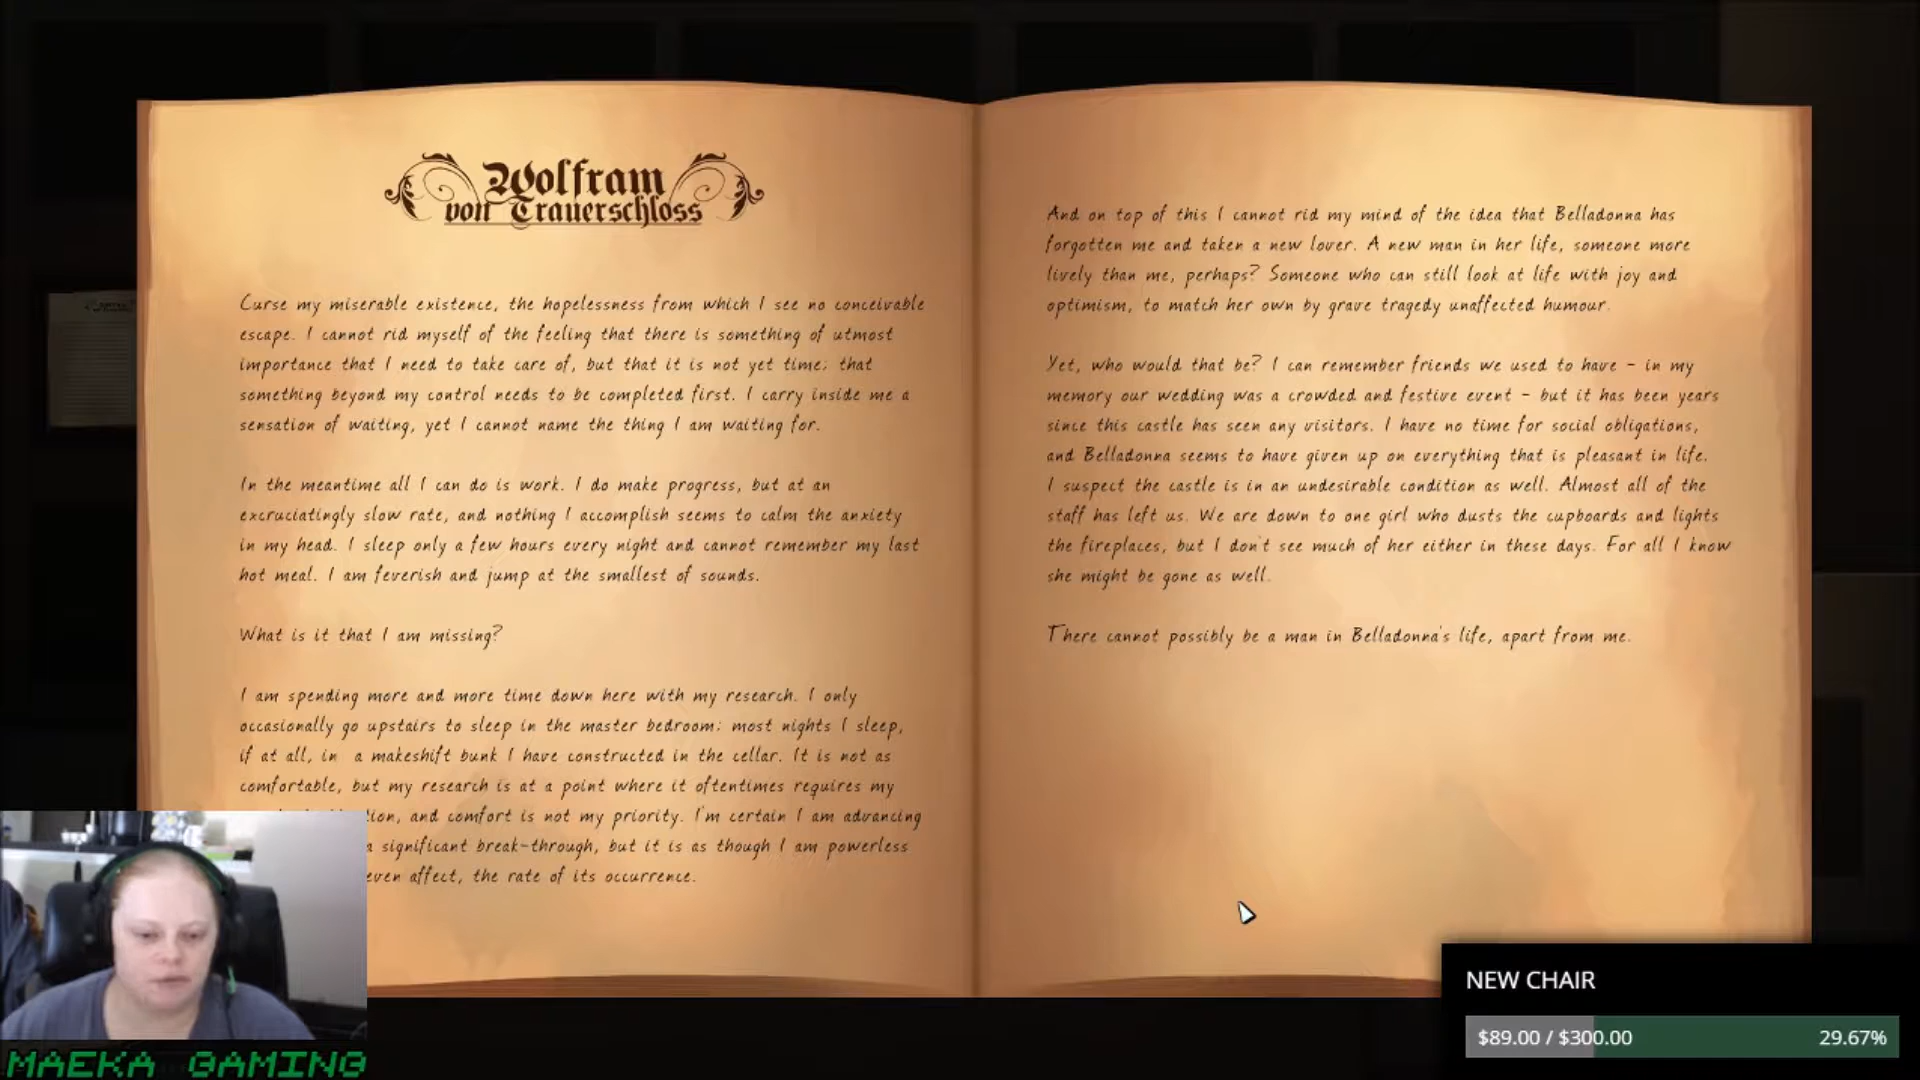 Wolfram
von Trauerschloss
Curse my miserable existence, the hopelessness from which I see no conceivable
escape. I cannot rid myself of the feeling that there is something of utmost
importance that I need to take care of, but that it is not yet time; that
something beyond my control needs to be completed first. I carry inside me a
sensation of waiting, yet I cannot name the thing I am waiting for.
In the meantime all I can do is work. I do make progress, but at an
excruciatingly slow rate, and nothing I accomplish seems to calm the anxiety
in my head. I sleep only a few hours every night and cannot remember my last
hot meal. I am feverish and jump at the smallest of sounds.
What is it that I am missing?
I am spending more and more time down here with my research. I only
occasionally go upstairs to sleep in the master bedroom; most nights I sleep,
if at all, in a makeshift bunk I have constructed in the cellar. It is not as
comfortable, but my research is at a point where it oftentimes requires my
and comfort is not my priority. I'm certain I am advancing
a significant break-through, but it is as though I am powerless
even affect, the rate of its occurrence.
And on top of this I cannot rid my mind of the idea that Belladonna has
forgotten me and taken a new lover. A new man in her life, someone more
lively than me, perhaps? Someone who can still look at life with joy and
optimism, to match her own by grave tragedy unaffected humour.
Yet, who would that be? I can remember friends we used to have - in my
memory our wedding was a crowded and festive event - but it has been years
since this castle has seen any visitors. I have no time for social obligations,
and Belladonna seems to have given up on everything that is pleasant in life.
I suspect the castle is in an undesirable condition as well. Almost all of the
staff has left us. We are down to one girl who dusts the cupboards and lights
the fireplaces, but I don't see much of her either in these days. For all I know
she might be gone as well.
There cannot possibly be a man in Belladonna's life, apart from me.
NEW CHAIR
$89.00 / $300.00 29.67%
MAEKA GAMING